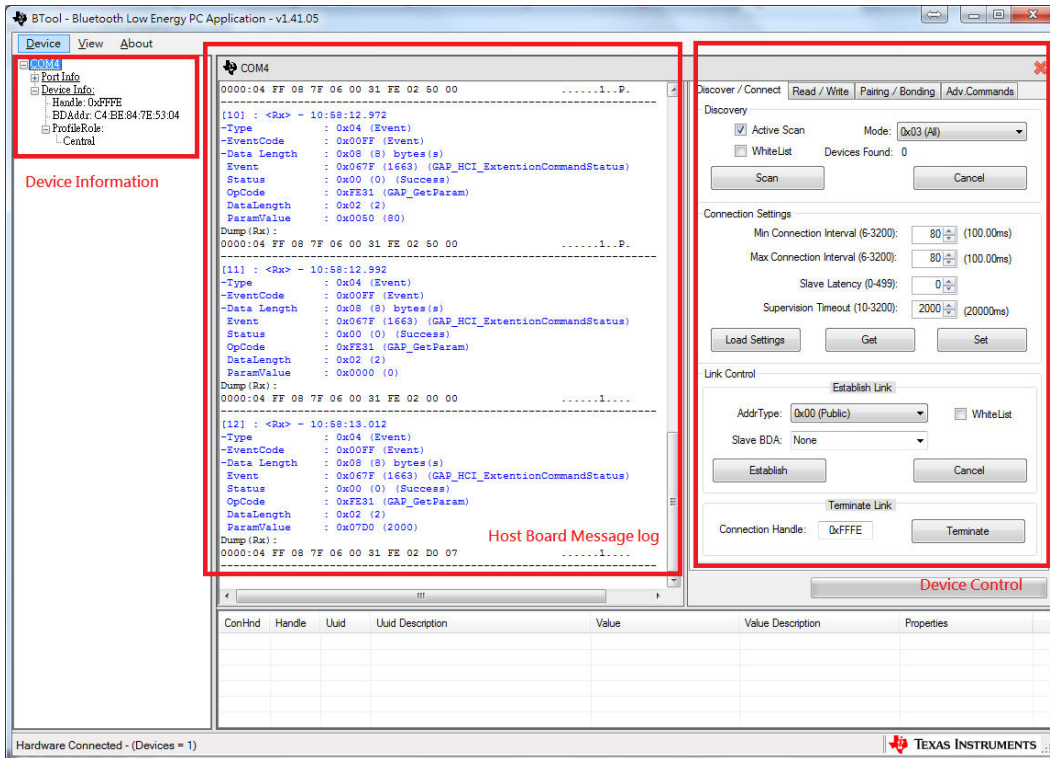 BTool - Bluetooth Low Energy PC Application - v1.41.05
Device View About
COM4
Port Info
Device Info:
Handle: 0xFFFE
BDAddr: C4:BE:84:7E:53:04
ProfileRole:
Central
Device Information
COM4
0000:04 FF 08 7F 06 00 31 FE 02 50 00 ......1..P.
[10] : <Rx> - 10:58:12.972
-Type : 0x04 (Event)
-EventCode : 0x00FF (Event)
-Data Length : 0x08 (8) bytes(s)
Event : 0x067F (1663) (GAP_HCI_ExtentionCommandStatus)
Status : 0x00 (0) (Success)
OpCode : 0xFE31 (GAP_GetParam)
DataLength : 0x02 (2)
ParamValue : 0x0050 (80)
Dump(Rx):
0000:04 FF 08 7F 06 00 31 FE 02 50 00 ......1..P.
[11] : <Rx> - 10:58:12.992
-Type : 0x04 (Event)
-EventCode : 0x00FF (Event)
-Data Length : 0x08 (8) bytes(s)
Event : 0x067F (1663) (GAP_HCI_ExtentionCommandStatus)
Status : 0x00 (0) (Success)
OpCode : 0xFE31 (GAP_GetParam)
DataLength : 0x02 (2)
ParamValue : 0x0000 (0)
Dump(Rx):
0000:04 FF 08 7F 06 00 31 FE 02 00 00 ......1....
[12] : <Rx> - 10:58:13.012
-Type : 0x04 (Event)
-EventCode : 0x00FF (Event)
-Data Length : 0x08 (8) bytes(s)
Event : 0x067F (1663) (GAP_HCI_ExtentionCommandStatus)
Status : 0x00 (0) (Success)
OpCode : 0xFE31 (GAP_GetParam)
DataLength : 0x02 (2)
ParamValue : 0x07D0 (2000)
Dump(Rx):
0000:04 FF 08 7F 06 00 31 FE 02 D0 07 ......1....
Host Board Message log
Discover / Connect Read / Write Pairing / Bonding Adv.Commands
Discovery
Active Scan Mode: 0x03 (All)
WhiteList Devices Found: 0
Scan Cancel
Connection Settings
Min Connection Interval (6-3200): 80 (100.00ms)
Max Connection Interval (6-3200): 80 (100.00ms)
Slave Latency (0-499): 0
Supervision Timeout (10-3200): 2000 (20000ms)
Load Settings Get Set
Link Control
Establish Link
AddrType: 0x00 (Public) WhiteList
Slave BDA: None
Establish Cancel
Terminate Link
Connection Handle: 0xFFFE Terminate
Device Control
ConHnd Handle Uuid Uuid Description Value Value Description Properties
Hardware Connected - (Devices = 1)
TEXAS INSTRUMENTS